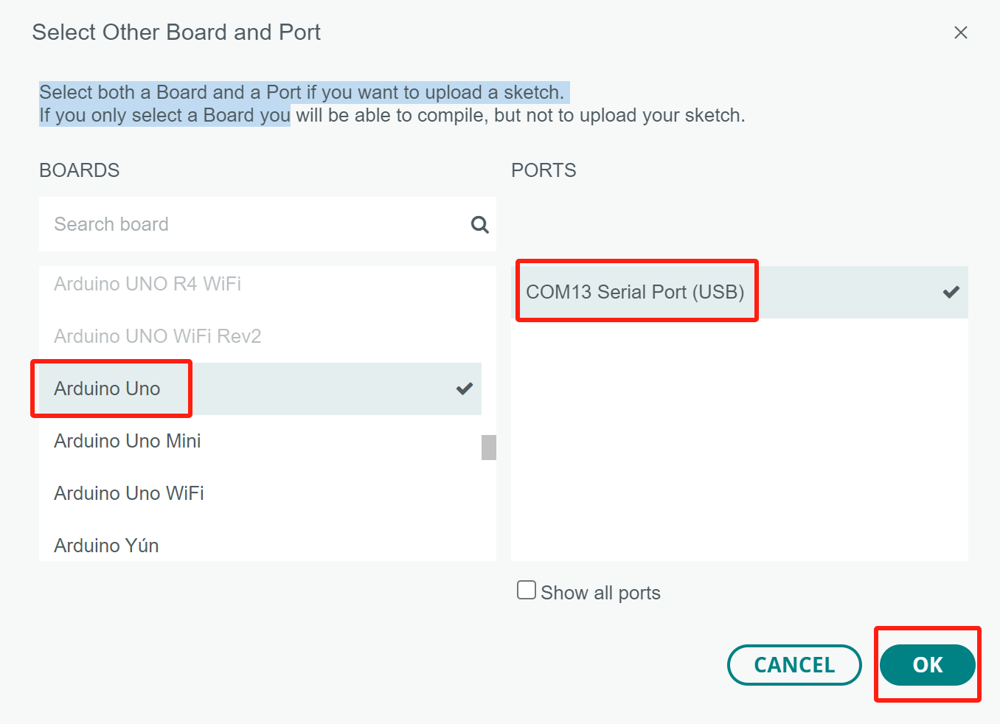 Select Other Board and Port
Select both a Board and a Port if you want to upload a sketch.
If you only select a Board you will be able to compile, but not to upload your sketch.
BOARDS
Search board
Arduino UNO R4 WiFi
Arduino UNO WiFi Rev2
Arduino Uno
Arduino Uno Mini
Arduino Uno WiFi
Arduino Yún
PORTS
COM13 Serial Port (USB)
Show all ports
CANCEL
OK